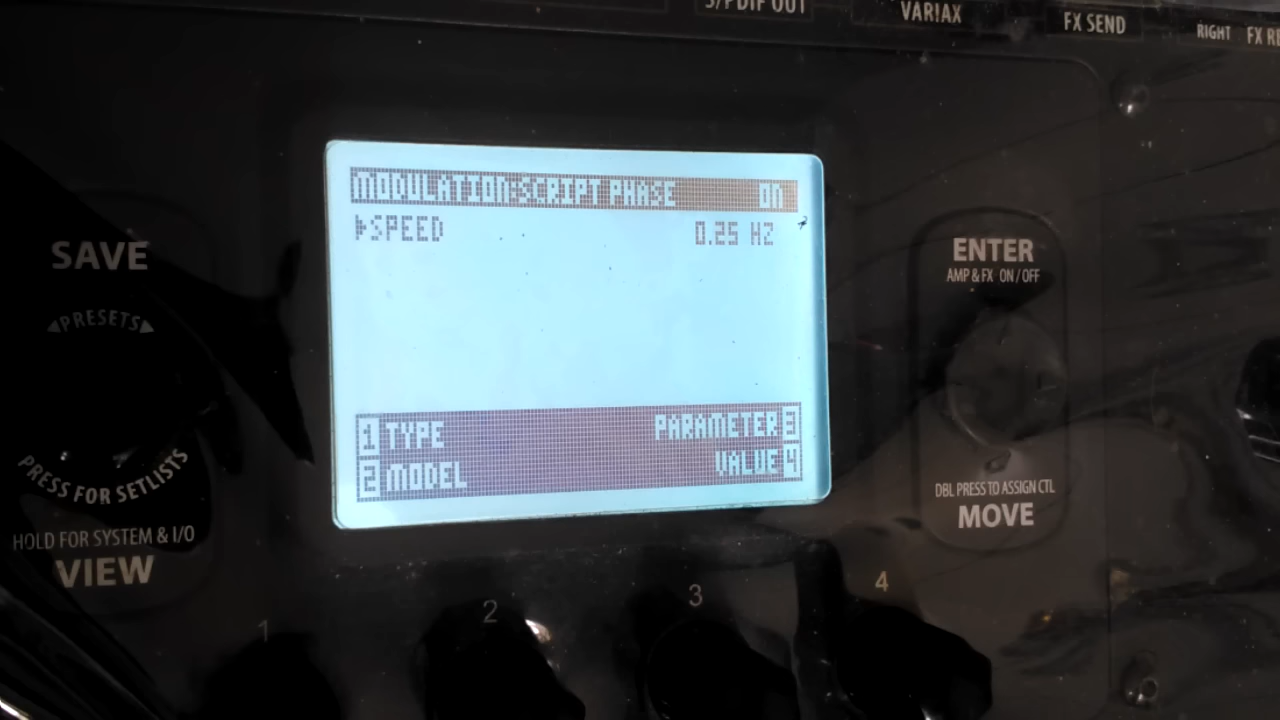 S/PDIF OUT
VARIAX
FX SEND
RIGHT FX
MODULATION:SCRIPT PHASE ON
SPEED 0.25 HZ
1 TYPE PARAMETER 3
2 MODEL VALUE 4
SAVE
PRESETS
PRESS FOR SETLISTS
HOLD FOR SYSTEM & I/O
VIEW
ENTER
AMP & FX ON / OFF
DBL PRESS TO ASSIGN CTL
MOVE
1
2
3
4